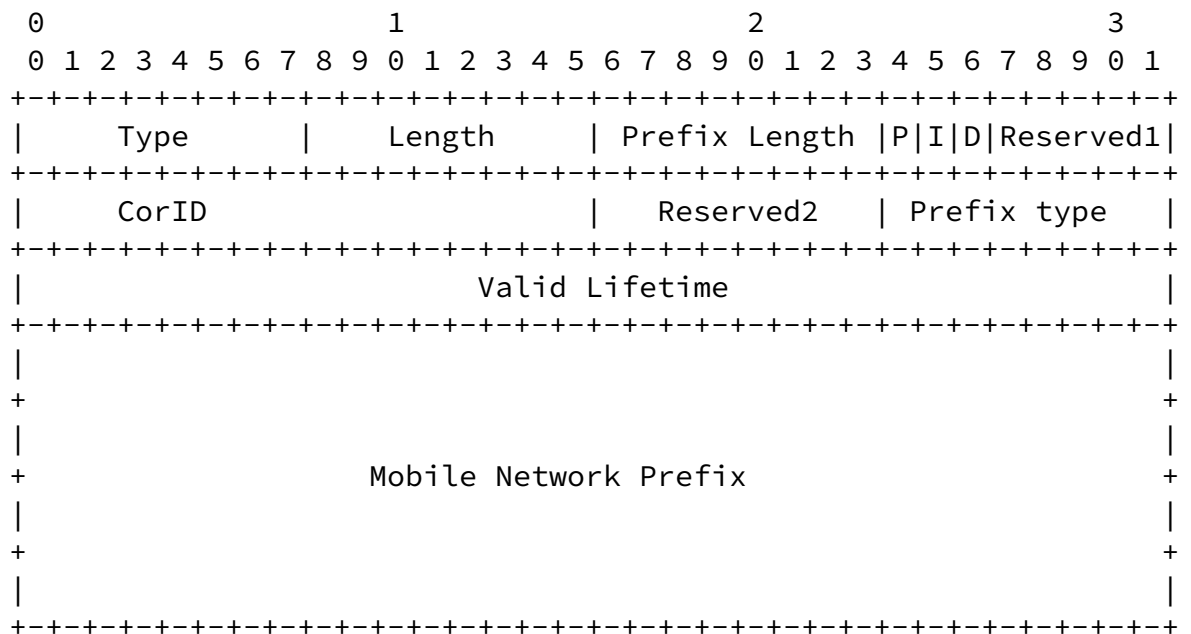 0                   1                   2                   3
 0 1 2 3 4 5 6 7 8 9 0 1 2 3 4 5 6 7 8 9 0 1 2 3 4 5 6 7 8 9 0 1
+-+-+-+-+-+-+-+-+-+-+-+-+-+-+-+-+-+-+-+-+-+-+-+-+-+-+-+-+-+-+-+-+
|     Type      |    Length     | Prefix Length |P|I|D|Reserved1|
+-+-+-+-+-+-+-+-+-+-+-+-+-+-+-+-+-+-+-+-+-+-+-+-+-+-+-+-+-+-+-+-+
|     CorID                     |   Reserved2   | Prefix type   |
+-+-+-+-+-+-+-+-+-+-+-+-+-+-+-+-+-+-+-+-+-+-+-+-+-+-+-+-+-+-+-+-+
|                         Valid Lifetime                        |
+-+-+-+-+-+-+-+-+-+-+-+-+-+-+-+-+-+-+-+-+-+-+-+-+-+-+-+-+-+-+-+-+
|                                                               |
+                                                               +
|                                                               |
+                   Mobile Network Prefix                       +
|                                                               |
+                                                               +
|                                                               |
+-+-+-+-+-+-+-+-+-+-+-+-+-+-+-+-+-+-+-+-+-+-+-+-+-+-+-+-+-+-+-+-+